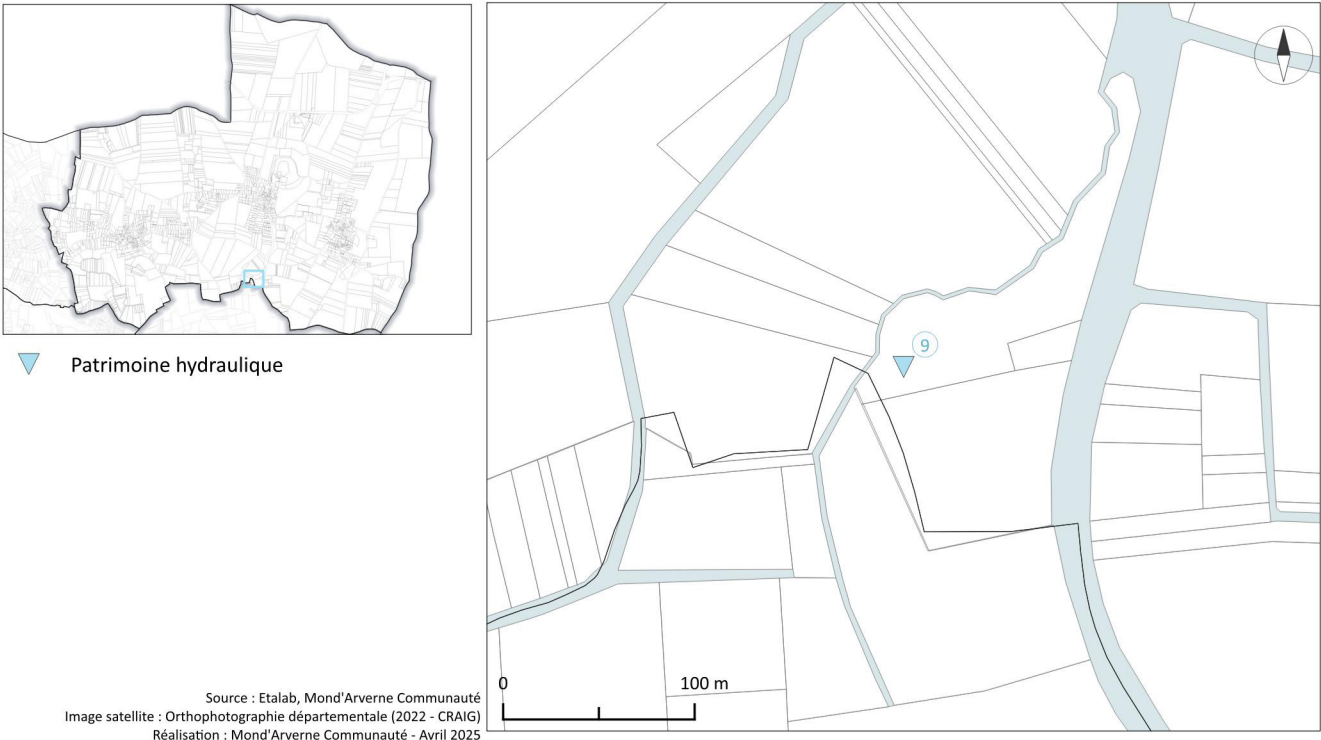 9
Patrimoine hydraulique
0 100 m
Source : Etalab, Mond'Arverne Communauté
Image satellite : Orthophotographie départementale (2022 - CRAIG)
Réalisation : Mond'Arverne Communauté - Avril 2025